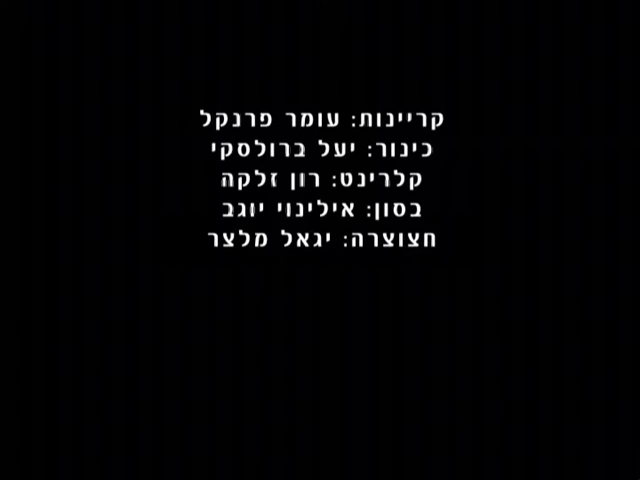 קריינות: עומר פרנקל
כינור: יעל ברולסקי
קלרינט: רון זלקה
בסון: אילינוי יוגב
חצוצרה: יגאל מלצר